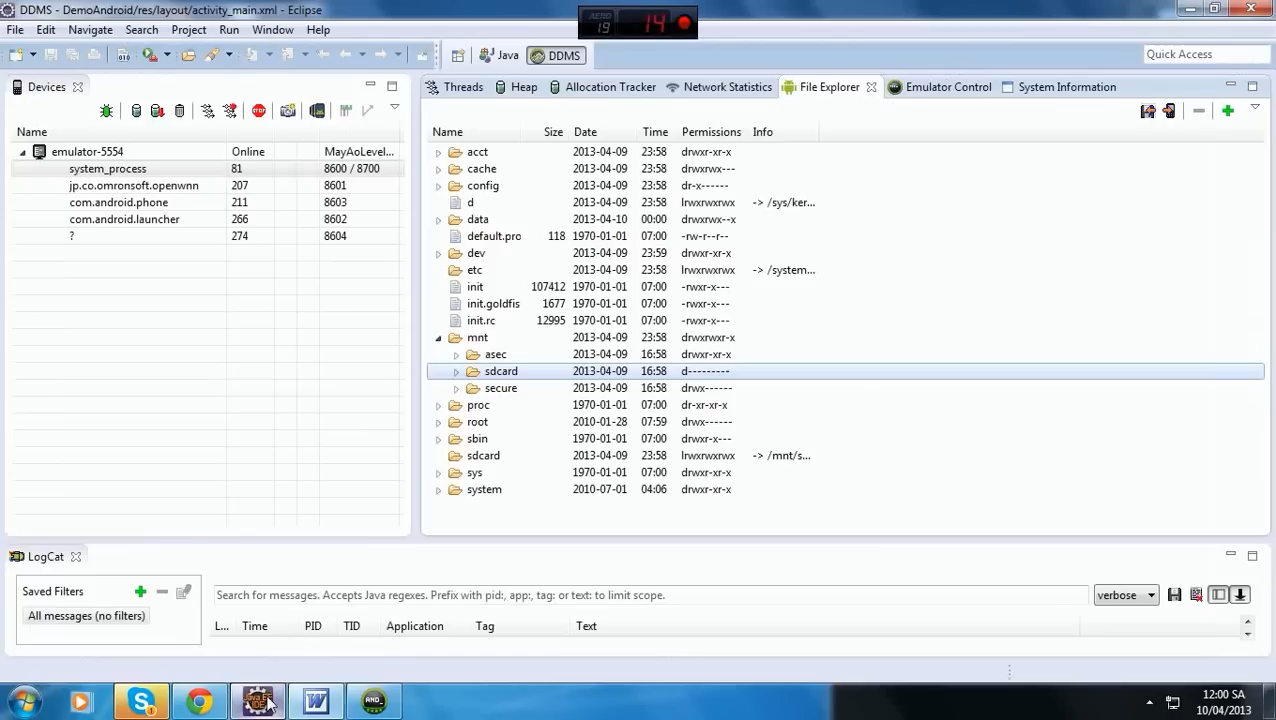 DDMS - DemoAndroid/res/layout/activity_main.xml - Eclipse
AERO
19
14
File Edit Navigate Search Project Run Window Help
Java DDMS
Quick Access
Devices
Threads Heap Allocation Tracker Network Statistics File Explorer Emulator Control System Information
Name
emulator-5554 Online MayAoLevel...
system_process 81 8600 / 8700
jp.co.omronsoft.openwnn 207 8601
com.android.phone 211 8603
com.android.launcher 266 8602
? 274 8604
Name Size Date Time Permissions Info
acct 2013-04-09 23:58 drwxr-xr-x
cache 2013-04-09 23:58 drwxrwx---
config 2013-04-09 23:58 dr-x------
d 2013-04-09 23:58 lrwxrwxrwx -> /sys/ker...
data 2013-04-10 00:00 drwxrwx--x
default.pro 118 1970-01-01 07:00 -rw-r--r--
dev 2013-04-09 23:59 drwxr-xr-x
etc 2013-04-09 23:58 lrwxrwxrwx -> /system...
init 107412 1970-01-01 07:00 -rwxr-x---
init.goldfis 1677 1970-01-01 07:00 -rwxr-x---
init.rc 12995 1970-01-01 07:00 -rwxr-x---
mnt 2013-04-09 23:58 drwxrwxr-x
asec 2013-04-09 16:58 drwxr-xr-x
sdcard 2013-04-09 16:58 d---------
secure 2013-04-09 16:58 drwx------
proc 1970-01-01 07:00 dr-xr-xr-x
root 2010-01-28 07:59 drwx------
sbin 1970-01-01 07:00 drwxr-x---
sdcard 2013-04-09 23:58 lrwxrwxrwx -> /mnt/s...
sys 1970-01-01 07:00 drwxr-xr-x
system 2010-07-01 04:06 drwxr-xr-x
LogCat
Saved Filters
All messages (no filters)
Search for messages. Accepts Java regexes. Prefix with pid:, app:, tag: or text: to limit scope.
verbose
L... Time PID TID Application Tag Text
12:00 SA
10/04/2013